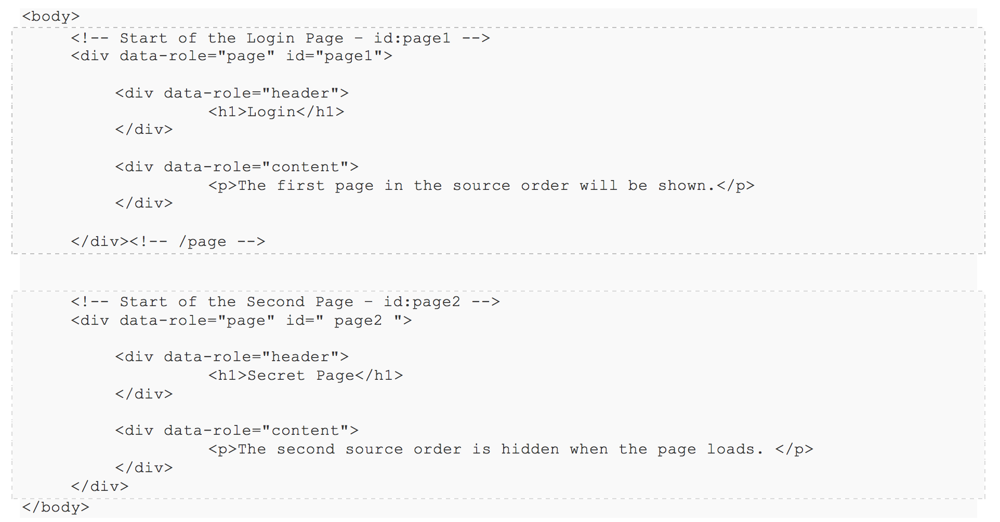 <body>
<!-- Start of the Login Page – id:page1 -->
<div data-role="page" id="page1">
<div data-role="header">
<h1>Login</h1>
</div>
<div data-role="content">
<p>The first page in the source order will be shown.</p>
</div>
</div><!-- /page -->
<!-- Start of the Second Page – id:page2 -->
<div data-role="page" id=" page2 ">
<div data-role="header">
<h1>Secret Page</h1>
</div>
<div data-role="content">
<p>The second source order is hidden when the page loads. </p>
</div>
</div>
</body>